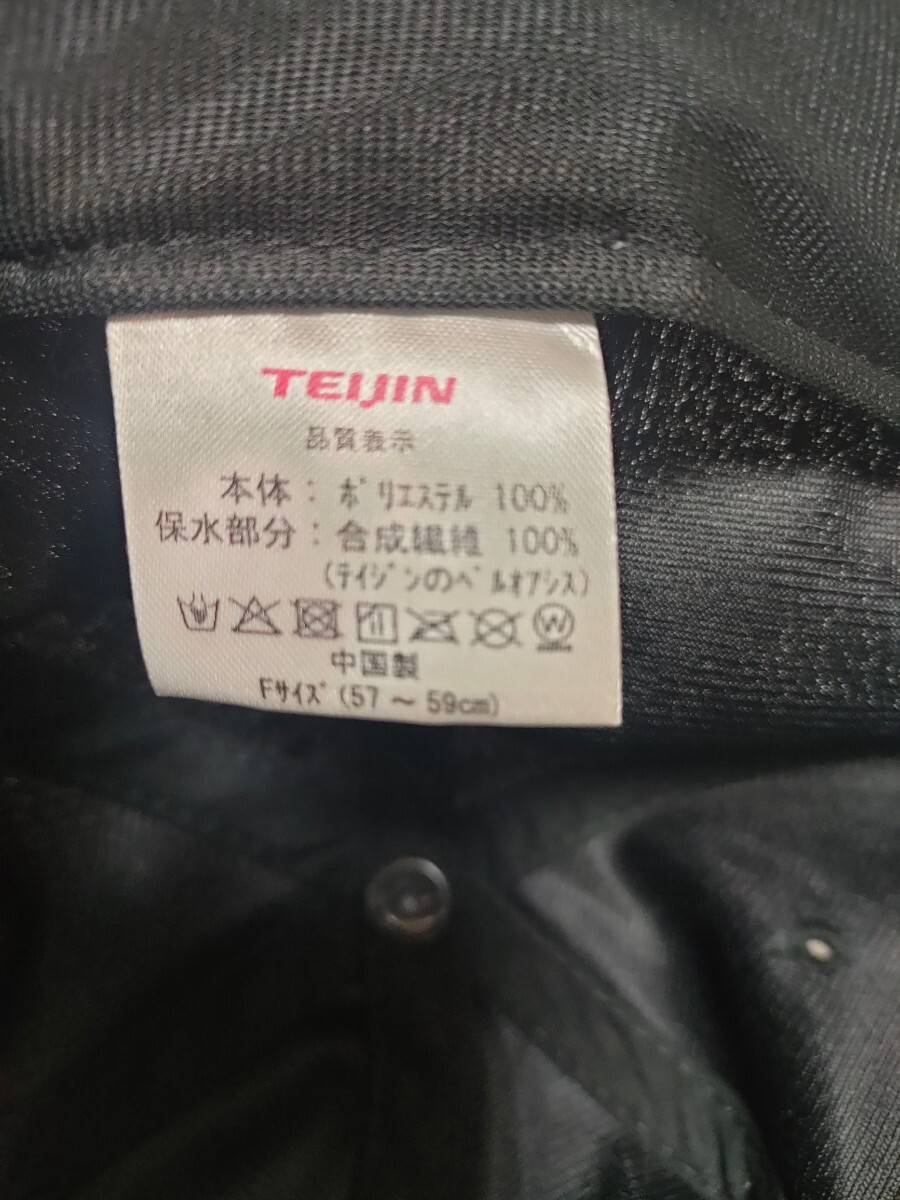 TEIJIN
品質表示
本体：ﾎﾟﾘｴｽﾃﾙ 100%
保水部分：合成繊維 100%
(ﾃｲｼﾞﾝのﾍﾞﾙｵｱｼｽ)
W
中国製
Fｻｲｽﾞ(57～59cm)